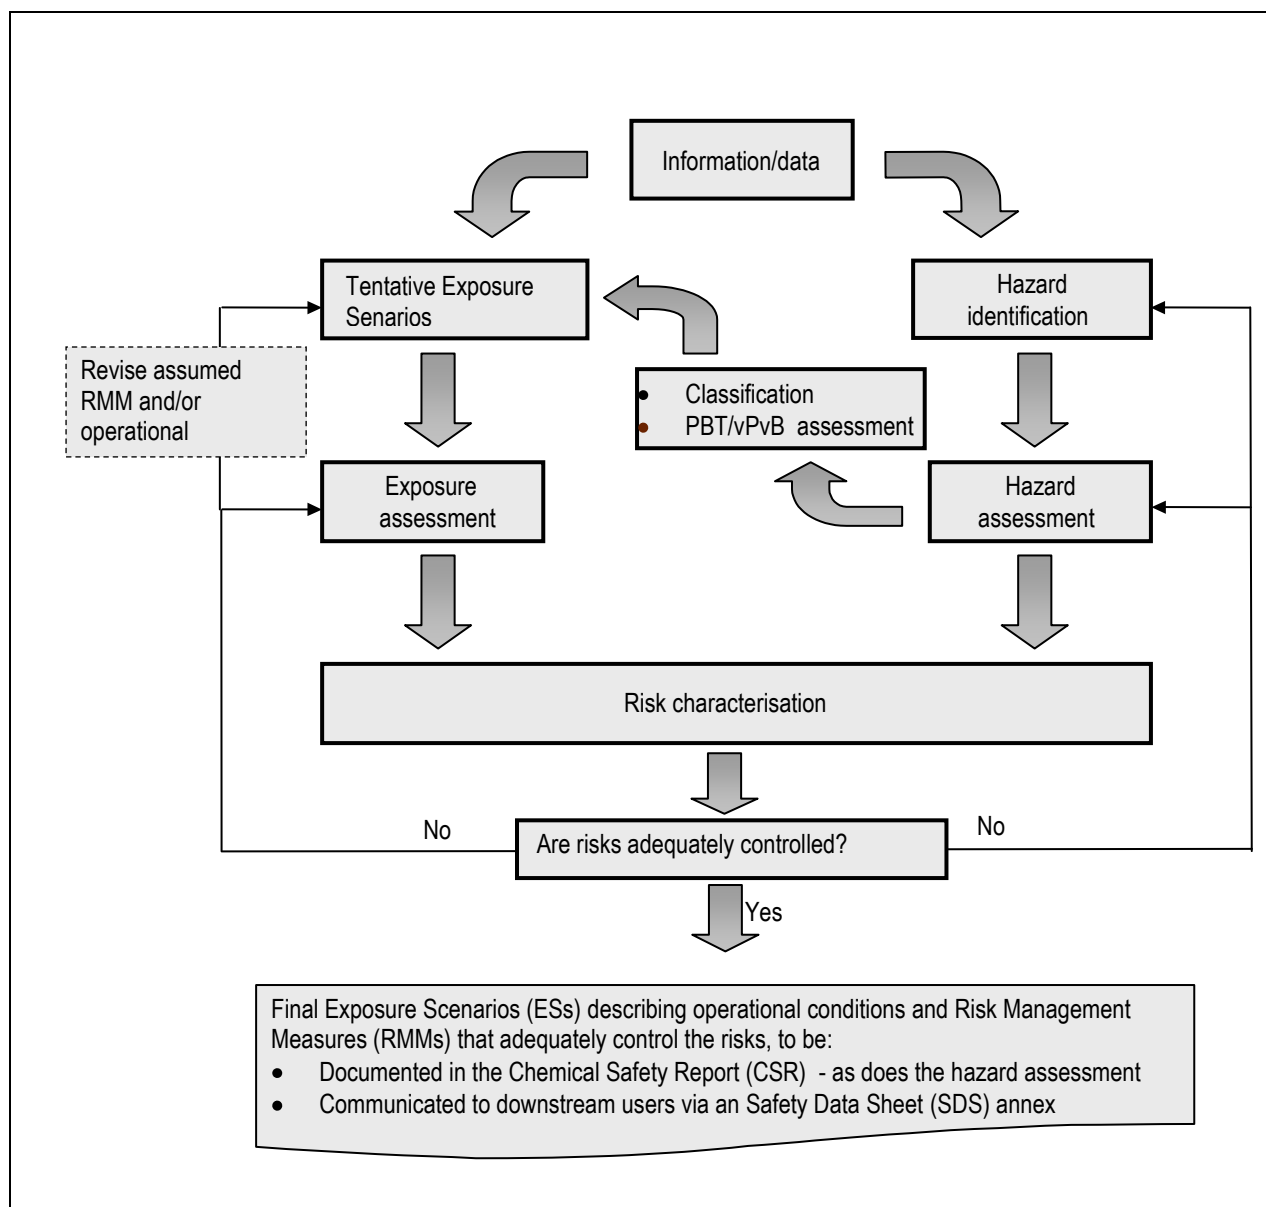 Information/data
Tentative Exposure
Senarios
Hazard
identification
Revise assumed
RMM and/or
operational
• Classification
• PBT/vPvB assessment
Exposure
assessment
Hazard
assessment
Risk characterisation
No
Are risks adequately controlled?
No
Yes
Final Exposure Scenarios (ESs) describing operational conditions and Risk Management
Measures (RMMs) that adequately control the risks, to be:
• Documented in the Chemical Safety Report (CSR) - as does the hazard assessment
• Communicated to downstream users via an Safety Data Sheet (SDS) annex